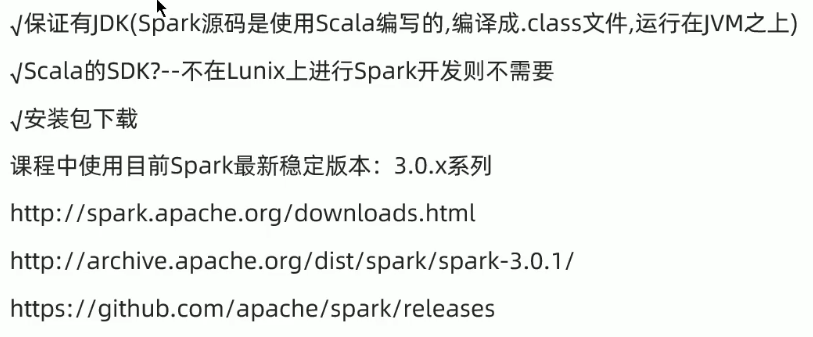 √保证有JDK(Spark源码是使用Scala编写的,编译成.class文件,运行在JVM之上)
√Scala的SDK?--不在Lunix上进行Spark开发则不需要
√安装包下载
课程中使用目前Spark最新稳定版本：3.0.x系列
http://spark.apache.org/downloads.html
http://archive.apache.org/dist/spark/spark-3.0.1/
https://github.com/apache/spark/releases